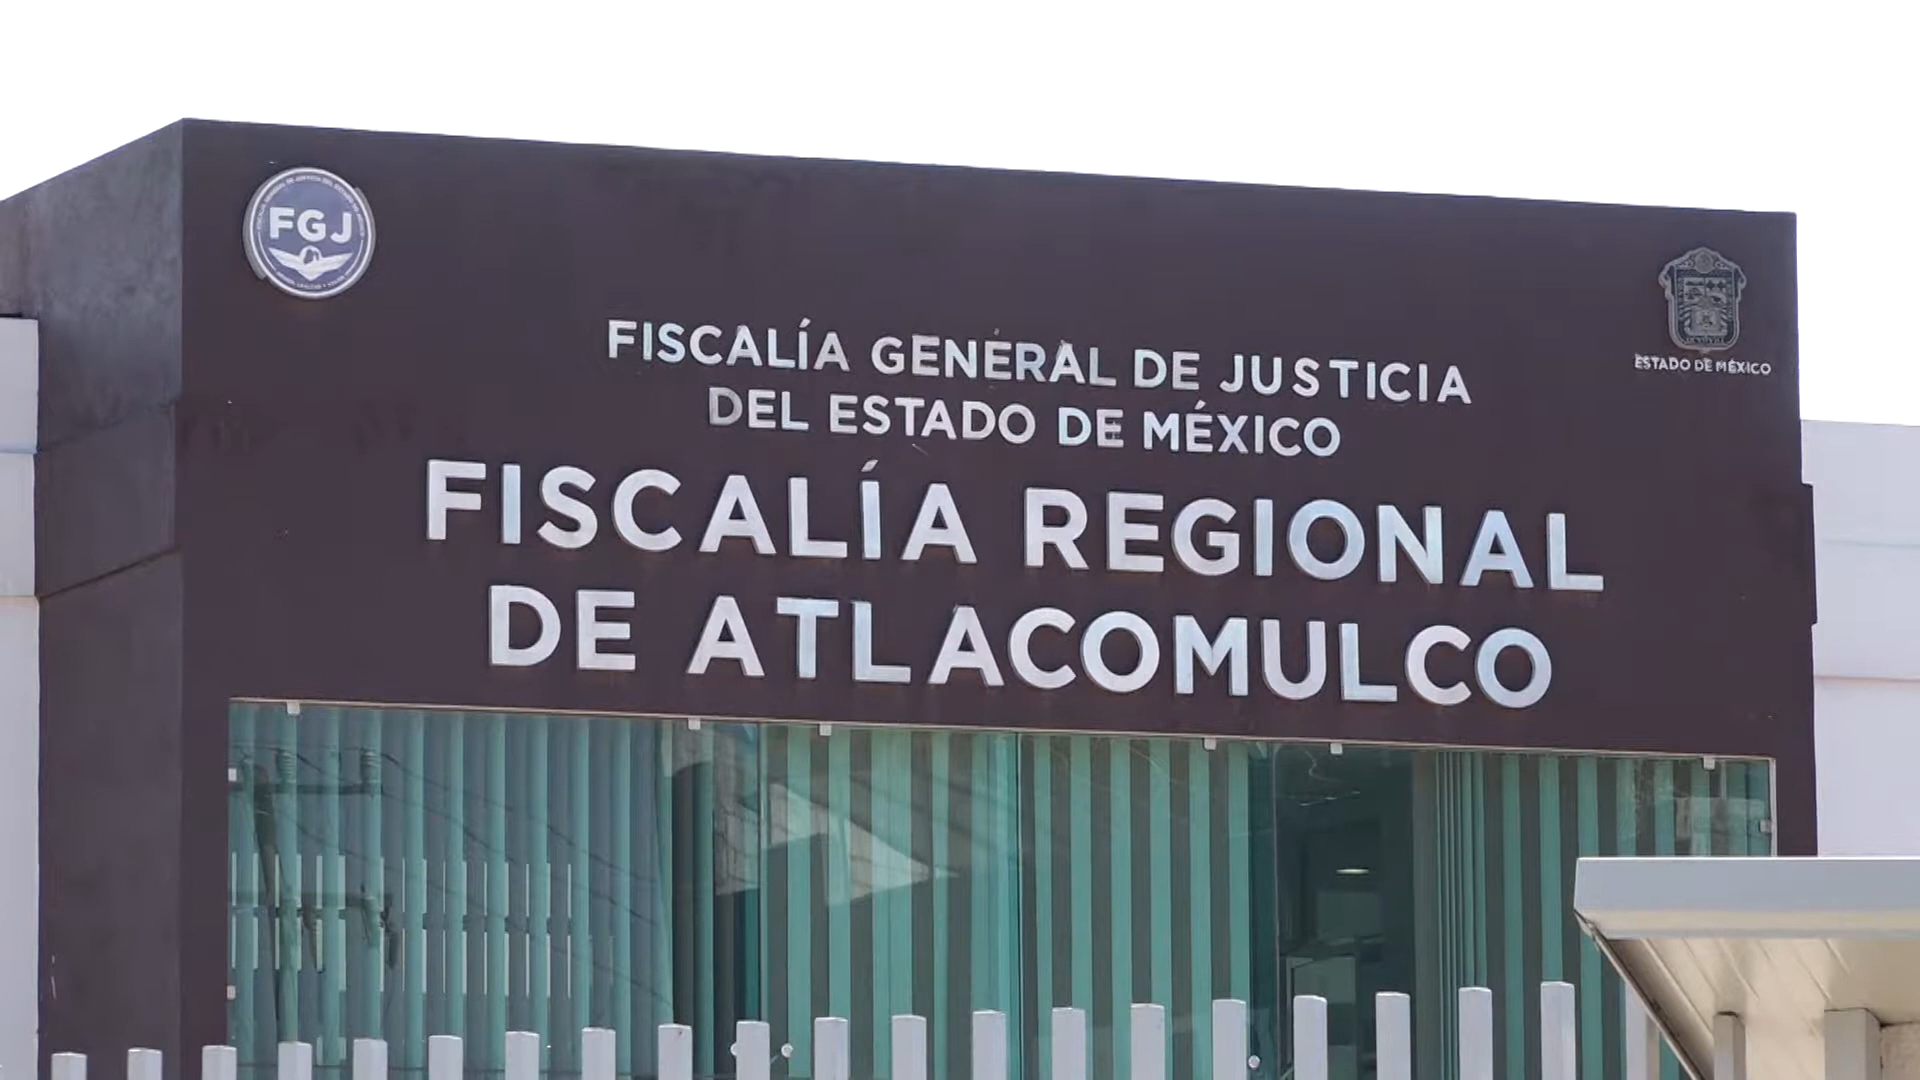 FGJ
ESTADO DE MÉXICO
FISCALÍA GENERAL DE JUSTICIA
DEL ESTADO DE MÉXICO
FISCALÍA REGIONAL
DE ATLACOMULCO